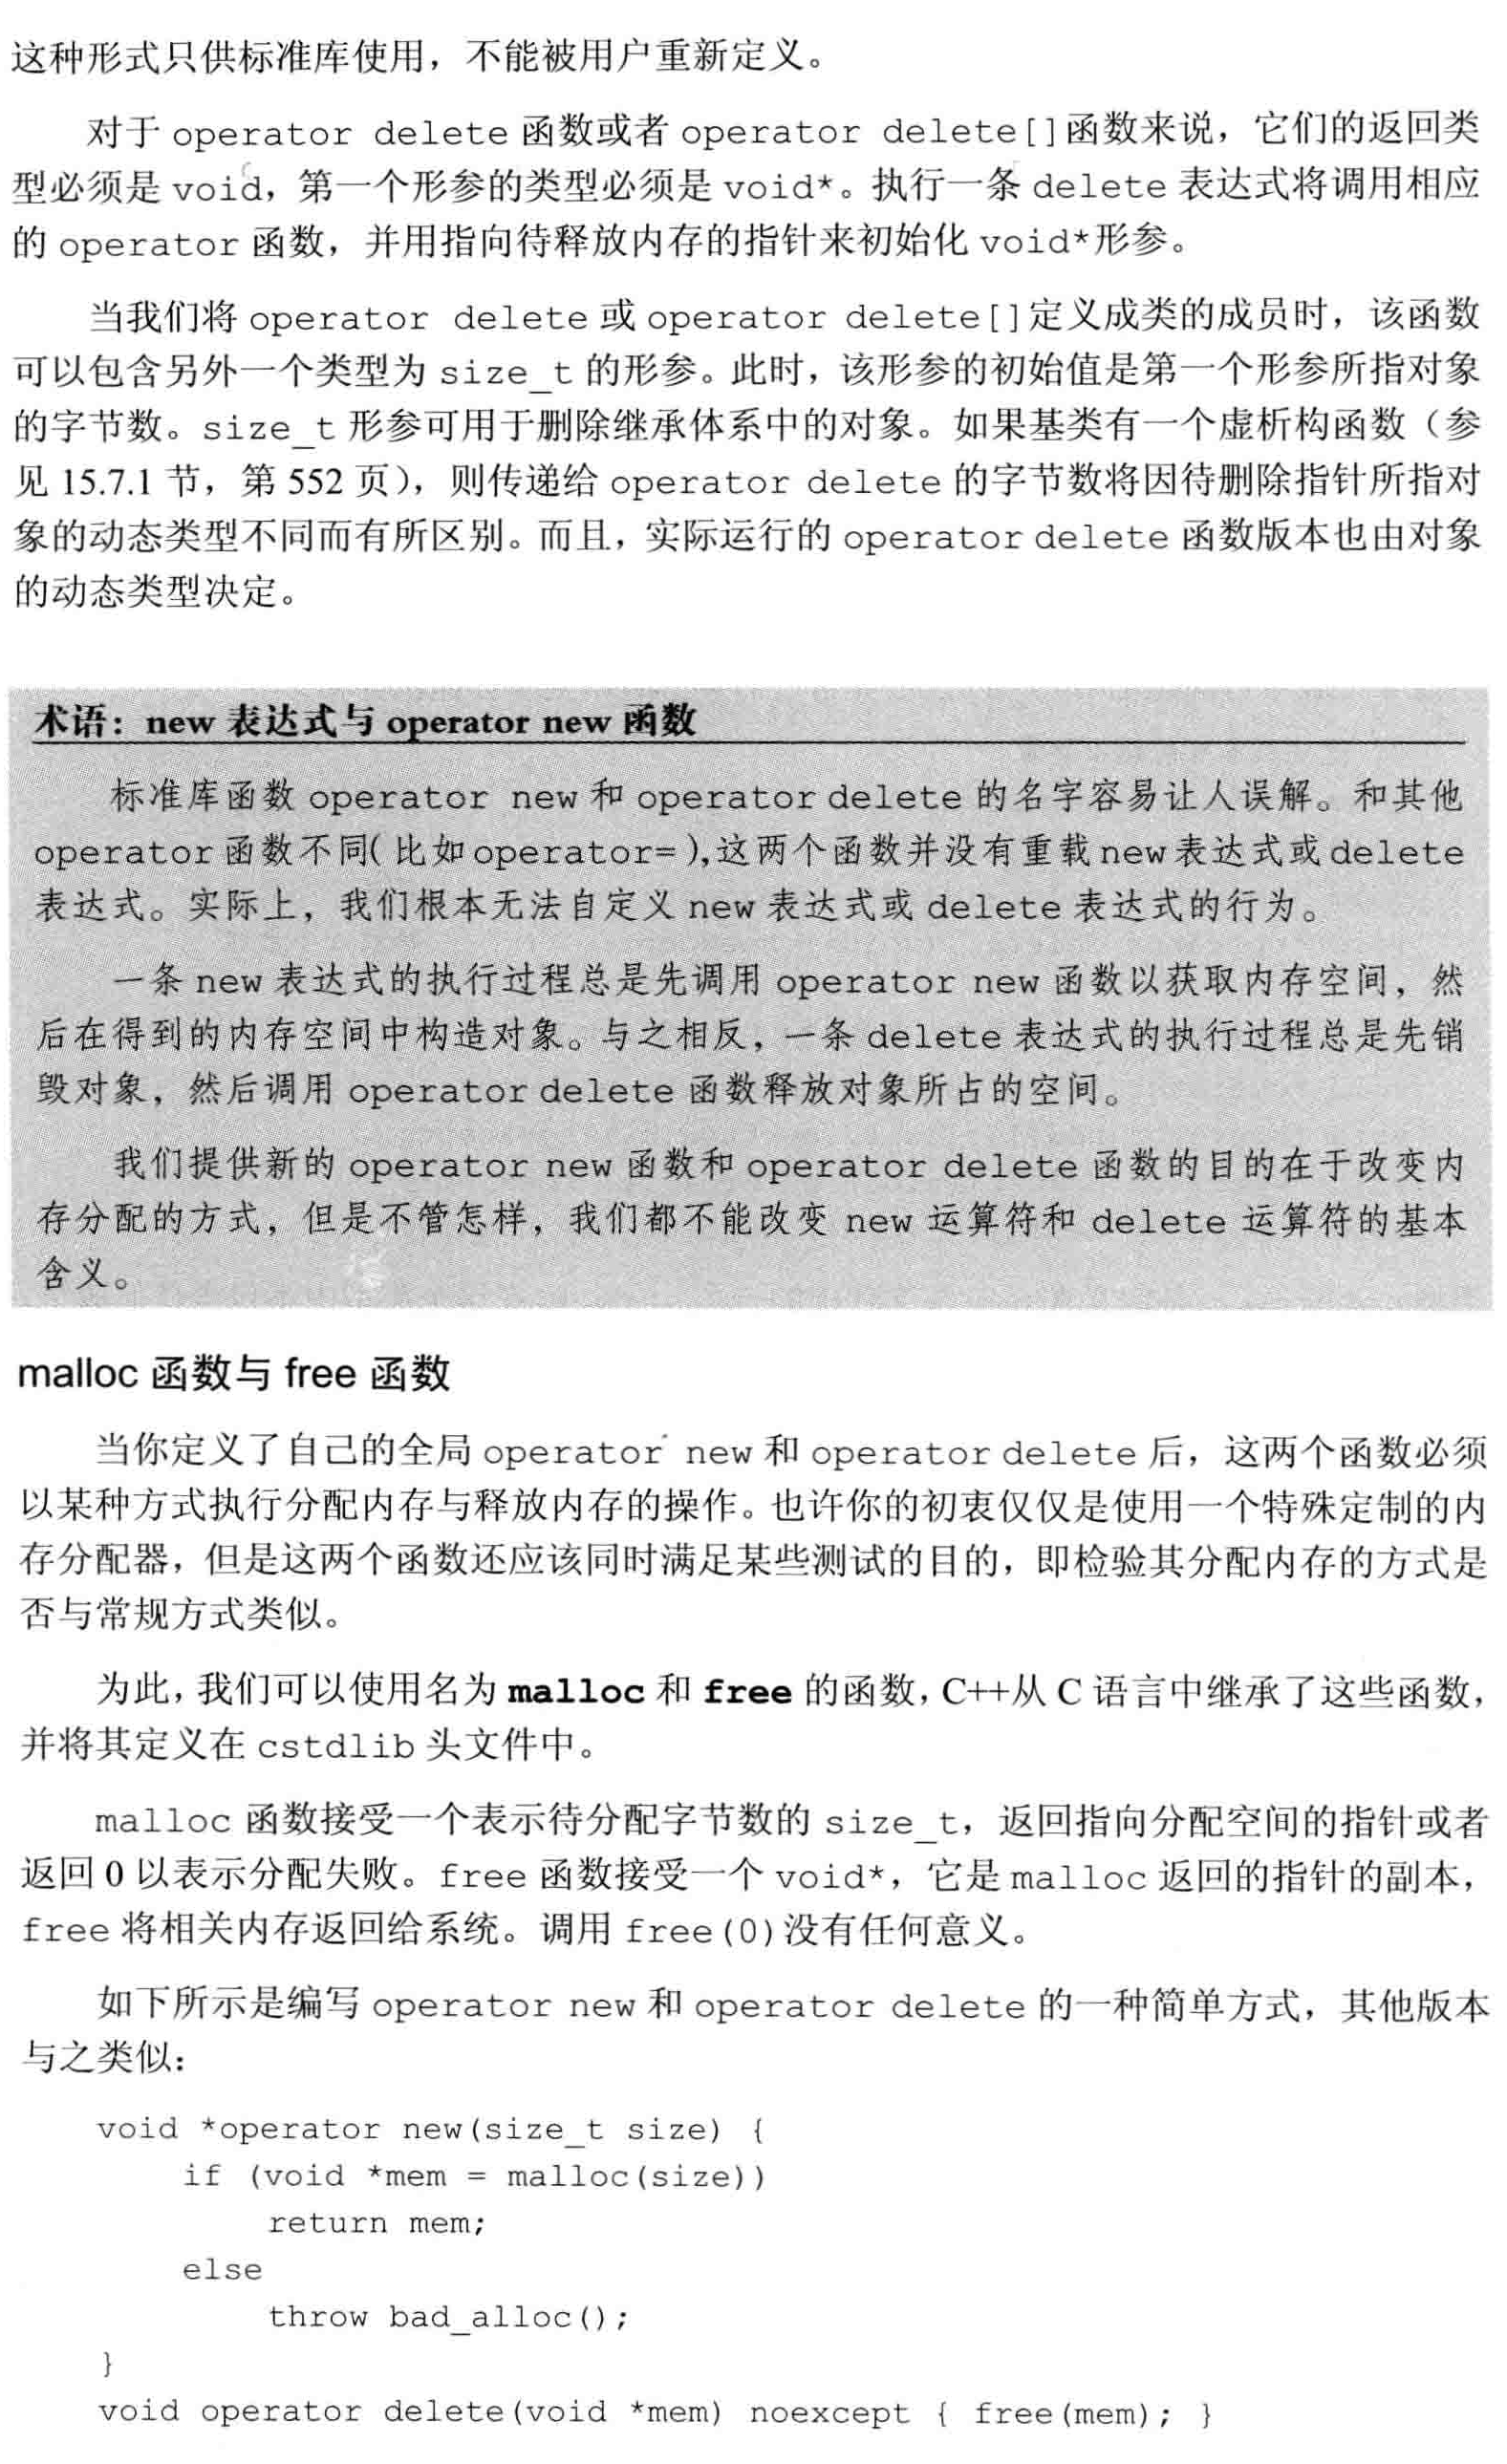 这种形式只供标准库使用，不能被用户重新定义。
对于 operator delete 函数或者 operator delete[]函数来说，它们的返回类
型必须是 void，第一个形参的类型必须是 void*。执行一条 delete 表达式将调用相应
的 operator 函数，并用指向待释放内存的指针来初始化 void*形参。
当我们将 operator delete 或 operator delete[]定义成类的成员时，该函数
可以包含另外一个类型为 size_t 的形参。此时，该形参的初始值是第一个形参所指对象
的字节数。size_t 形参可用于删除继承体系中的对象。如果基类有一个虚析构函数（参
见 15.7.1 节，第 552 页），则传递给 operator delete 的字节数将因待删除指针所指对
象的动态类型不同而有所区别。而且，实际运行的 operator delete 函数版本也由对象
的动态类型决定。
术语：new 表达式与 operator new 函数
标准库函数 operator new 和 operator delete 的名字容易让人误解。和其他
operator 函数不同（比如 operator=），这两个函数并没有重载 new 表达式或 delete
表达式。实际上，我们根本无法自定义 new 表达式或 delete 表达式的行为。
一条 new 表达式的执行过程总是先调用 operator new 函数以获取内存空间，然
后在得到的内存空间中构造对象。与之相反，一条 delete 表达式的执行过程总是先销
毁对象，然后调用 operator delete 函数释放对象所占的空间。
我们提供新的 operator new 函数和 operator delete 函数的目的在于改变内
存分配的方式，但是不管怎样，我们都不能改变 new 运算符和 delete 运算符的基本
含义。
malloc 函数与 free 函数
当你定义了自己的全局 operator new 和 operator delete 后，这两个函数必须
以某种方式执行分配内存与释放内存的操作。也许你的初衷仅仅是使用一个特殊定制的内
存分配器，但是这两个函数还应该同时满足某些测试的目的，即检验其分配内存的方式是
否与常规方式类似。
为此，我们可以使用名为 malloc 和 free 的函数，C++从 C 语言中继承了这些函数，
并将其定义在 cstdlib 头文件中。
malloc 函数接受一个表示待分配字节数的 size_t，返回指向分配空间的指针或者
返回 0 以表示分配失败。free 函数接受一个 void*，它是 malloc 返回的指针的副本，
free 将相关内存返回给系统。调用 free(0)没有任何意义。
如下所示是编写 operator new 和 operator delete 的一种简单方式，其他版本
与之类似：
void *operator new(size_t size) {
if (void *mem = malloc(size))
return mem;
else
throw bad_alloc();
}
void operator delete(void *mem) noexcept { free(mem); }